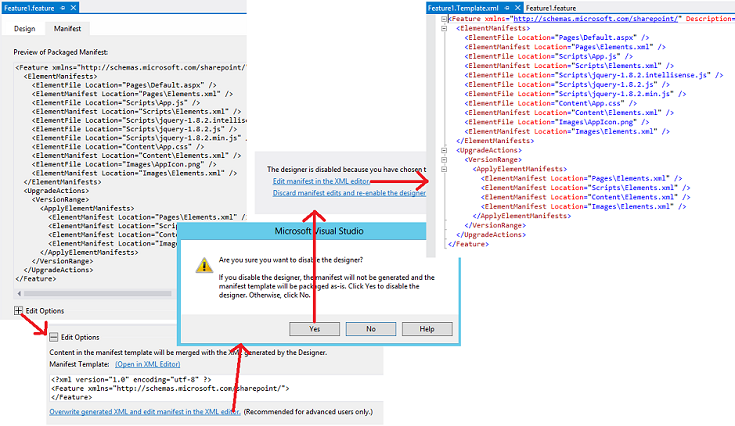 Feature1.feature
Design Manifest
Preview of Packaged Manifest:
<Feature xmlns="http://schemas.microsoft.com/sharepoint/"
<ElementManifests>
<ElementFile Location="Pages\Default.aspx" />
<ElementManifest Location="Pages\Elements.xml" />
<ElementFile Location="Scripts\App.js" />
<ElementManifest Location="Scripts\Elements.xml" />
<ElementFile Location="Scripts\jquery-1.8.2.intellisense
<ElementFile Location="Scripts\jquery-1.8.2.js" />
<ElementFile Location="Scripts\jquery-1.8.2.min.js" />
<ElementFile Location="Content\App.css" />
<ElementManifest Location="Content\Elements.xml" />
<ElementFile Location="Images\AppIcon.png" />
<ElementManifest Location="Images\Elements.xml" />
</ElementManifests>
<UpgradeActions>
<VersionRange>
<ApplyElementManifests>
<ElementManifest Location="Pages\Elements.xml" />
<ElementManifest Location="Scri
<ElementManifest Location="Con
<ElementManifest Location="Ima
</ApplyElementManifests>
</VersionRange>
</UpgradeActions>
</Feature>
Edit Options
Edit Options
Content in the manifest template will be merged with the XML generated by the Designer.
Manifest Template: (Open in XML Editor)
<?xml version="1.0" encoding="utf-8" ?>
<Feature xmlns="http://schemas.microsoft.com/sharepoint/">
</Feature>
Overwrite generated XML and edit manifest in the XML editor. (Recommended for advanced users only.)
Microsoft Visual Studio
Are you sure you want to disable the designer?
If you disable the designer, the manifest will not be generated and the
manifest template will be packaged as-is. Click Yes to disable the
designer. Otherwise, click No.
Yes No Help
The designer is disabled because you have chosen t
Edit manifest in the XML editor
Discard manifest edits and re-enable the designer
Feature1.Template.xml Feature1.feature
<Feature xmlns="http://schemas.microsoft.com/sharepoint/" Description=
<ElementManifests>
<ElementFile Location="Pages\Default.aspx" />
<ElementManifest Location="Pages\Elements.xml" />
<ElementFile Location="Scripts\App.js" />
<ElementManifest Location="Scripts\Elements.xml" />
<ElementFile Location="Scripts\jquery-1.8.2.intellisense.js" />
<ElementFile Location="Scripts\jquery-1.8.2.js" />
<ElementFile Location="Scripts\jquery-1.8.2.min.js" />
<ElementFile Location="Content\App.css" />
<ElementManifest Location="Content\Elements.xml" />
<ElementFile Location="Images\AppIcon.png" />
<ElementManifest Location="Images\Elements.xml" />
</ElementManifests>
<UpgradeActions>
<VersionRange>
<ApplyElementManifests>
<ElementManifest Location="Pages\Elements.xml" />
<ElementManifest Location="Scripts\Elements.xml" />
<ElementManifest Location="Content\Elements.xml" />
<ElementManifest Location="Images\Elements.xml" />
</ApplyElementManifests>
</VersionRange>
</UpgradeActions>
</Feature>